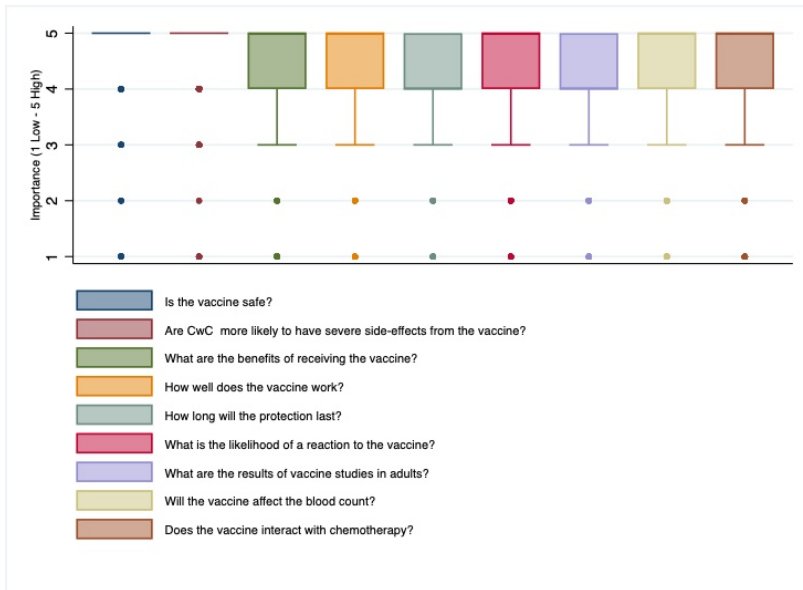 Importance (1 Low - 5 High)
5
4
3
2
1
Is the vaccine safe?
Are CwC  more likely to have severe side-effects from the vaccine?
What are the benefits of receiving the vaccine?
How well does the vaccine work?
How long will the protection last?
What is the likelihood of a reaction to the vaccine?
What are the results of vaccine studies in adults?
Will the vaccine affect the blood count?
Does the vaccine interact with chemotherapy?